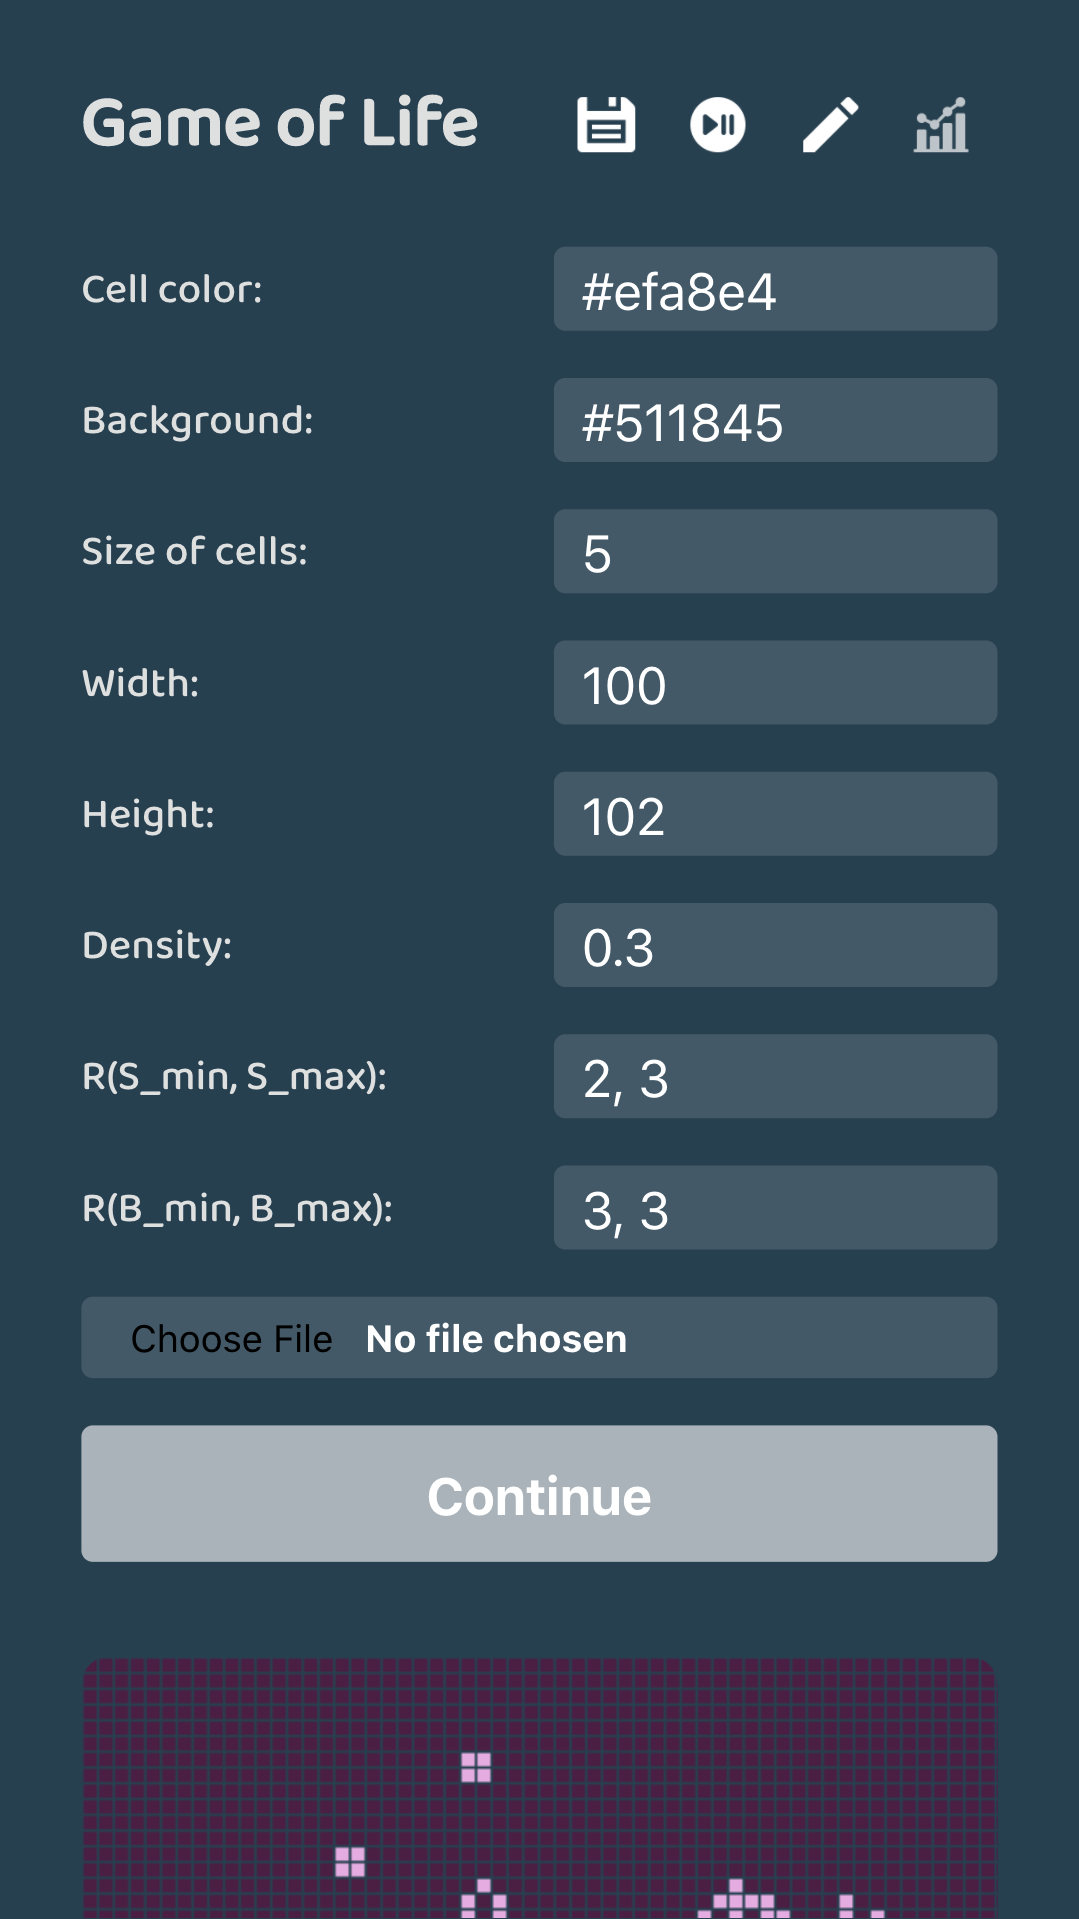 Game of Life
Cell color: #efa8e4
Background: #511845
Size of cells: 5
Width: 100
Height: 102
Density: 0.3
R(S_min, S_max): 2, 3
R(B_min, B_max): 3, 3
Choose File No file chosen
Continue